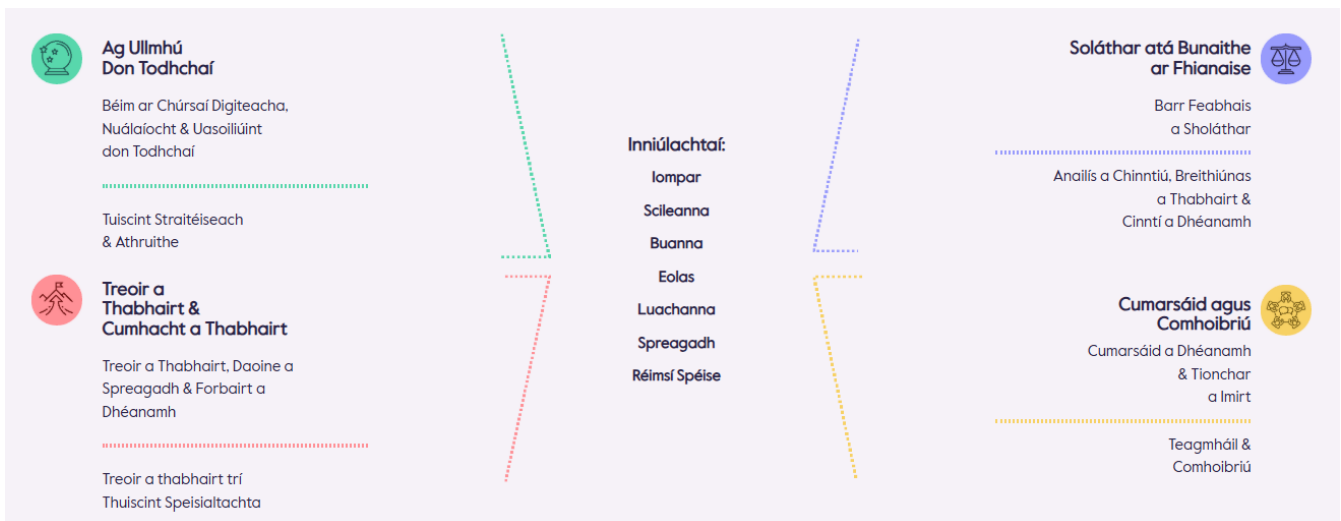 Ag Ullmhú
Don Todhchaí
Béim ar Chúrsaí Digiteacha,
Nuálaíocht & Uasoiliúint
don Todhchaí
Tuiscint Straitéiseach
& Athruithe
Treoir a
Thabhairt &
Cumhacht a Thabhairt
Treoir a Thabhairt, Daoine a
Spreagadh & Forbairt a
Dhéanamh
Treoir a thabhairt trí
Thuiscint Speisialtachta
Inniúlachtaí:
Iompar
Scileanna
Buanna
Eolas
Luachanna
Spreagadh
Réimsí Spéise
Soláthar atá Bunaithe
ar Fhianaise
Barr Feabhais
a Sholáthar
Anailís a Chinntiú, Breithiúnas
a Thabhairt &
Cinntí a Dhéanamh
Cumarsáid agus
Comhoibriú
Cumarsáid a Dhéanamh
& Tionchar
a Imirt
Teagmháil &
Comhoibriú